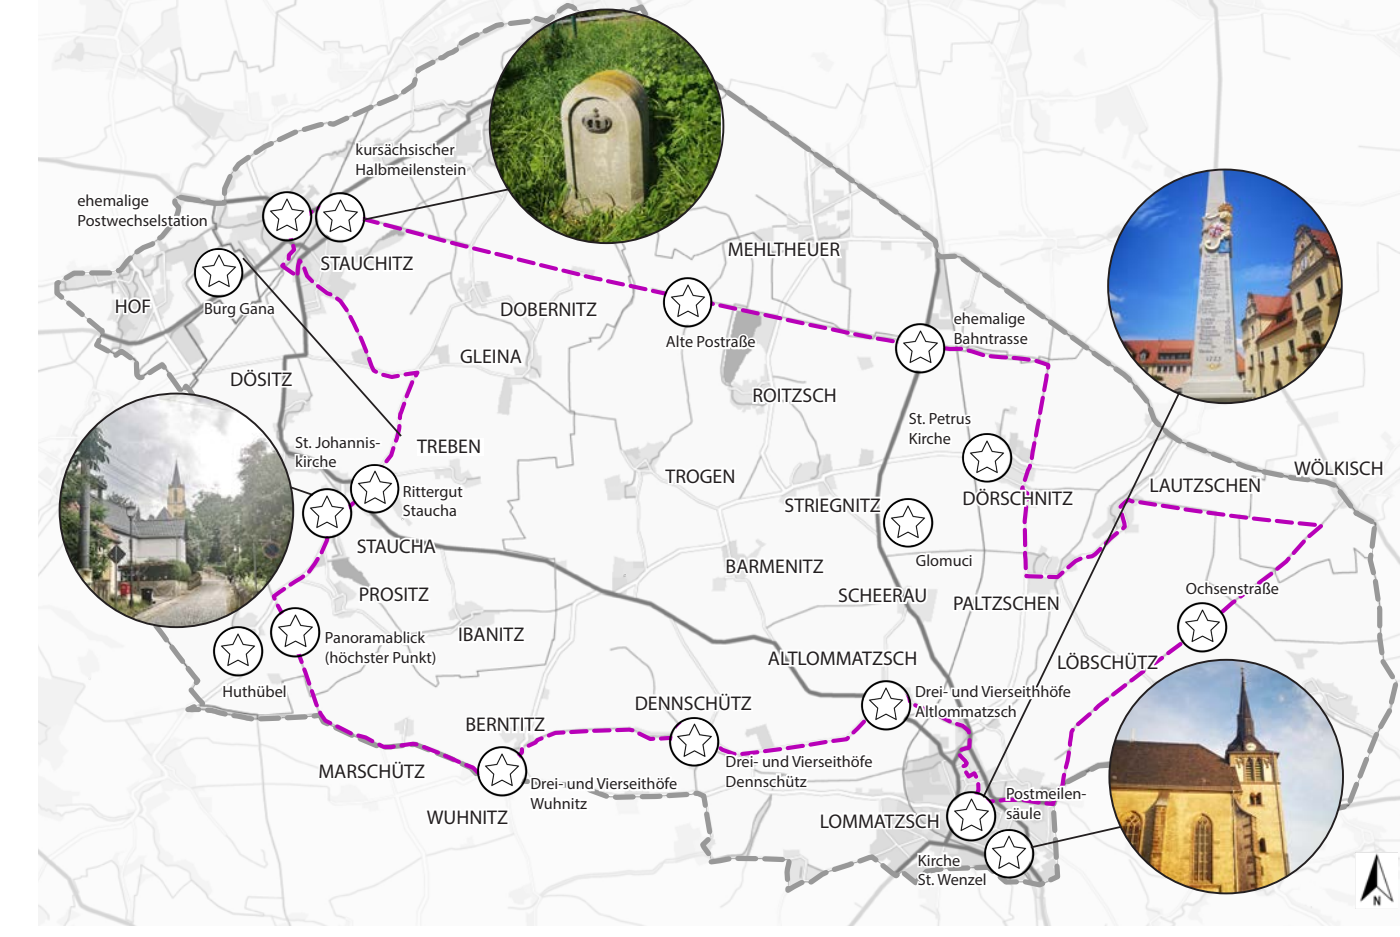 kursächsischer
Halbmeilenstein
ehemalige
Postwechselstation
STAUCHITZ
MEHLTHEUER
HOF
Burg Gana
DOBERNITZ
Alte Postraße
ehemalige
Bahntrasse
GLEINA
DÖSITZ
ROITZSCH
St. Petrus
Kirche
St. Johannis-
kirche
TREBEN
TROGEN
WÖLKISCH
LAUTZSCHEN
Rittergut
Staucha
STRIEGNITZ
DÖRSCHNITZ
STAUCHA
Glomuci
BARMENITZ
PROSITZ
SCHEERAU
PALTZSCHEN
Ochsenstraße
Panoramablick
(höchster Punkt)
IBANITZ
ALTLOMMATZSCH
LÖBSCHÜTZ
Huthübel
DENNSCHÜTZ
Drei- und Vierseithhöfe
Altlommatzsch
BERNTITZ
MARSCHÜTZ
Drei- und Vierseithöfe
Dennschütz
Drei- und Vierseithöfe
Wuhnitz
WUHNITZ
LOMMATZSCH
Postmeilen-
säule
Kirche
St. Wenzel
N